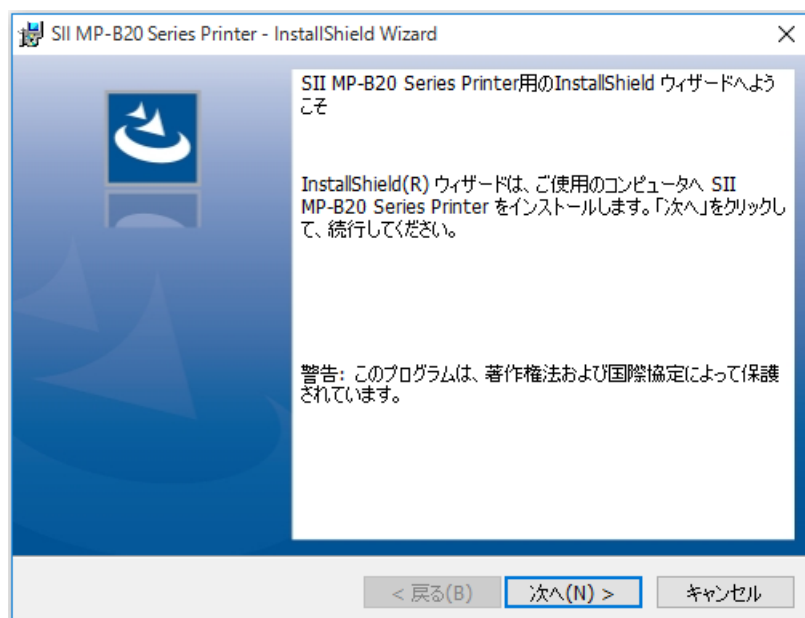 SII MP-B20 Series Printer - InstallShield Wizard
SII MP-B20 Series Printer用のInstallShield ウィザードへよう
こそ
InstallShield(R) ウィザードは、ご使用のコンピュータへ SII
MP-B20 Series Printer をインストールします。「次へ」をクリックし
て、続行してください。
警告: このプログラムは、著作権法および国際協定によって保護
されています。
< 戻る(B)
次へ(N) >
キャンセル